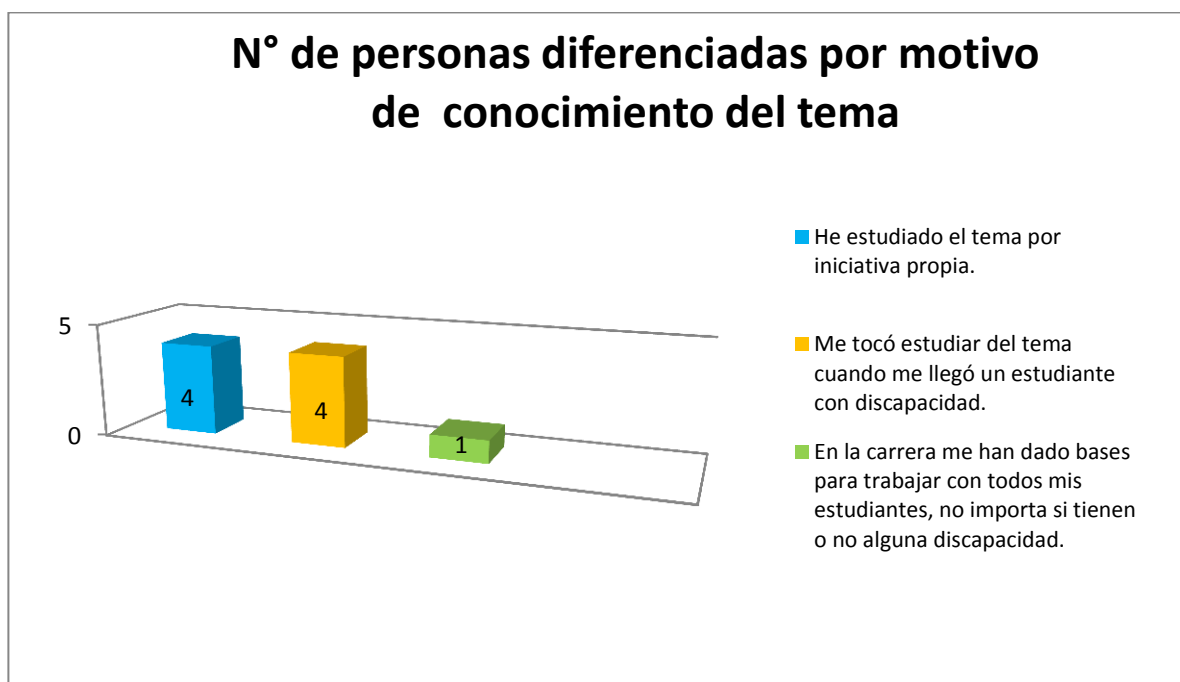 N° de personas diferenciadas por motivo
de conocimiento del tema
He estudiado el tema por
iniciativa propia.
5
Me tocó estudiar del tema
cuando me llegó un estudiante
con discapacidad.
4
4
0
1
En la carrera me han dado bases
para trabajar con todos mis
estudiantes, no importa si tienen
o no alguna discapacidad.